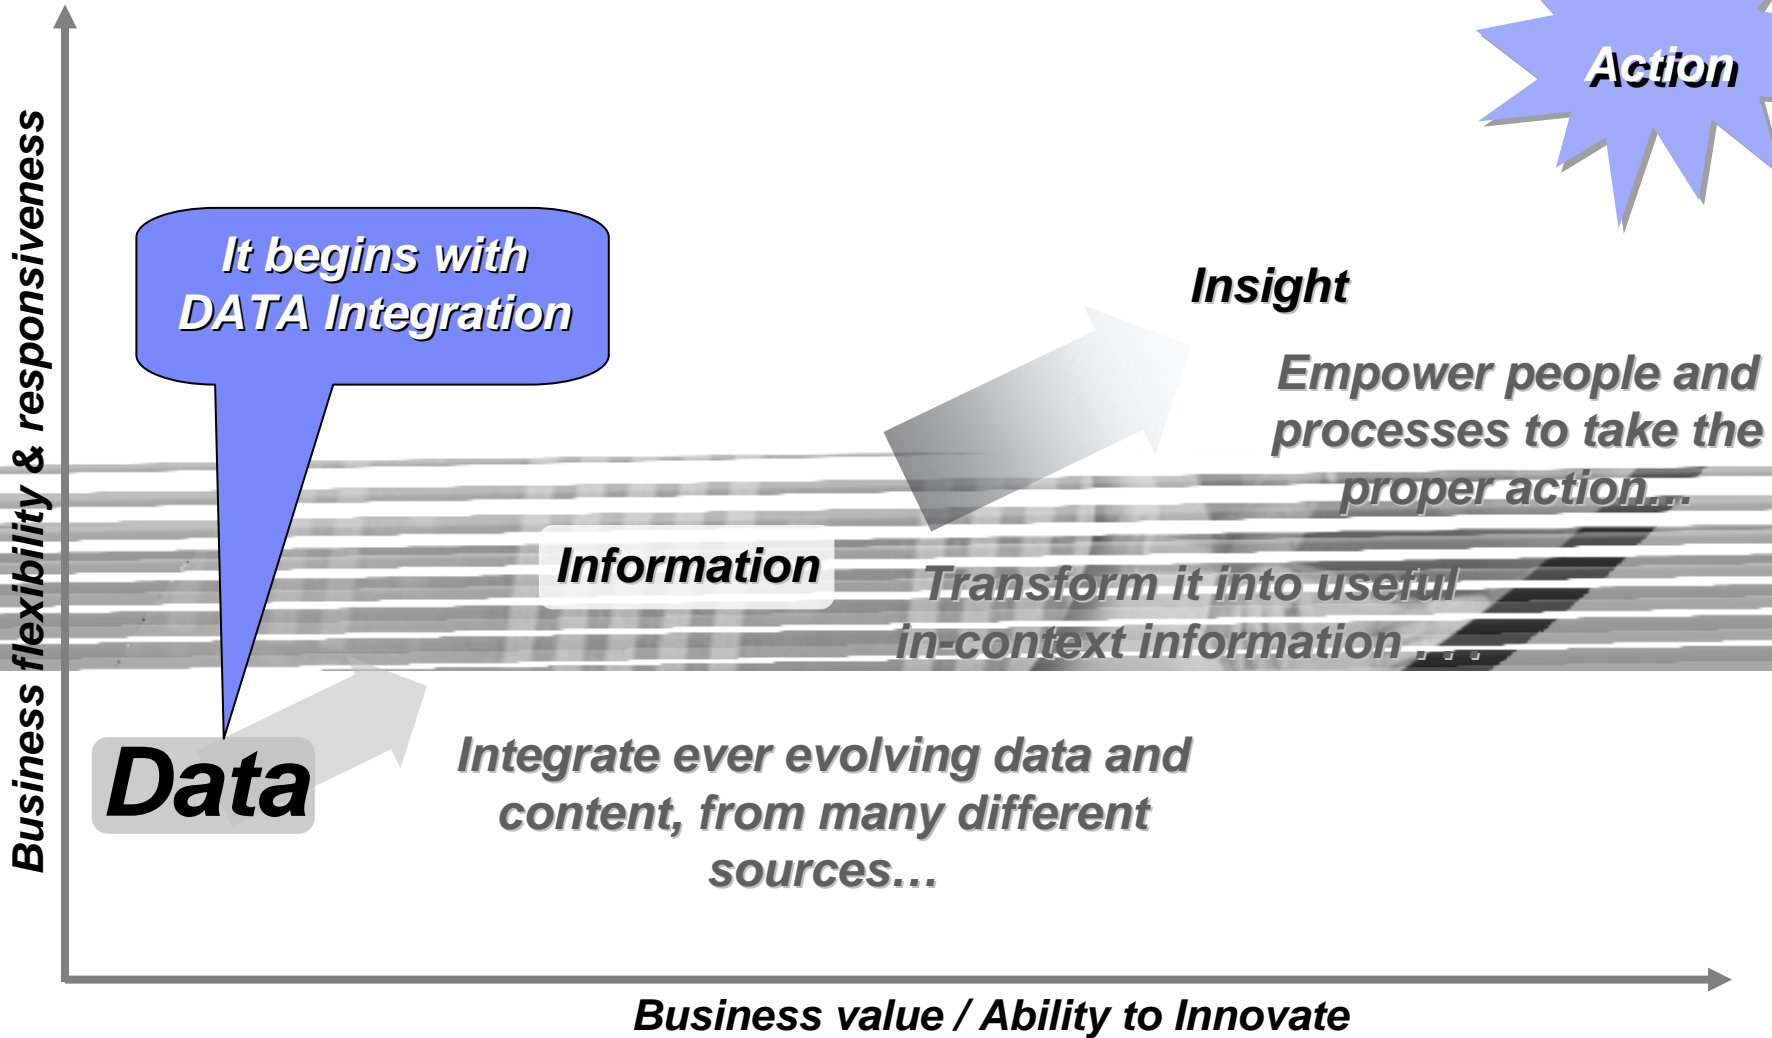 Action
It begins with
DATA Integration
Insight
Empower people and
processes to take the
proper action…
Information
Transform it into useful
in-context information . . .
Data
Integrate ever evolving data and
content, from many different
sources…
Business flexibility & responsiveness
Business value / Ability to Innovate